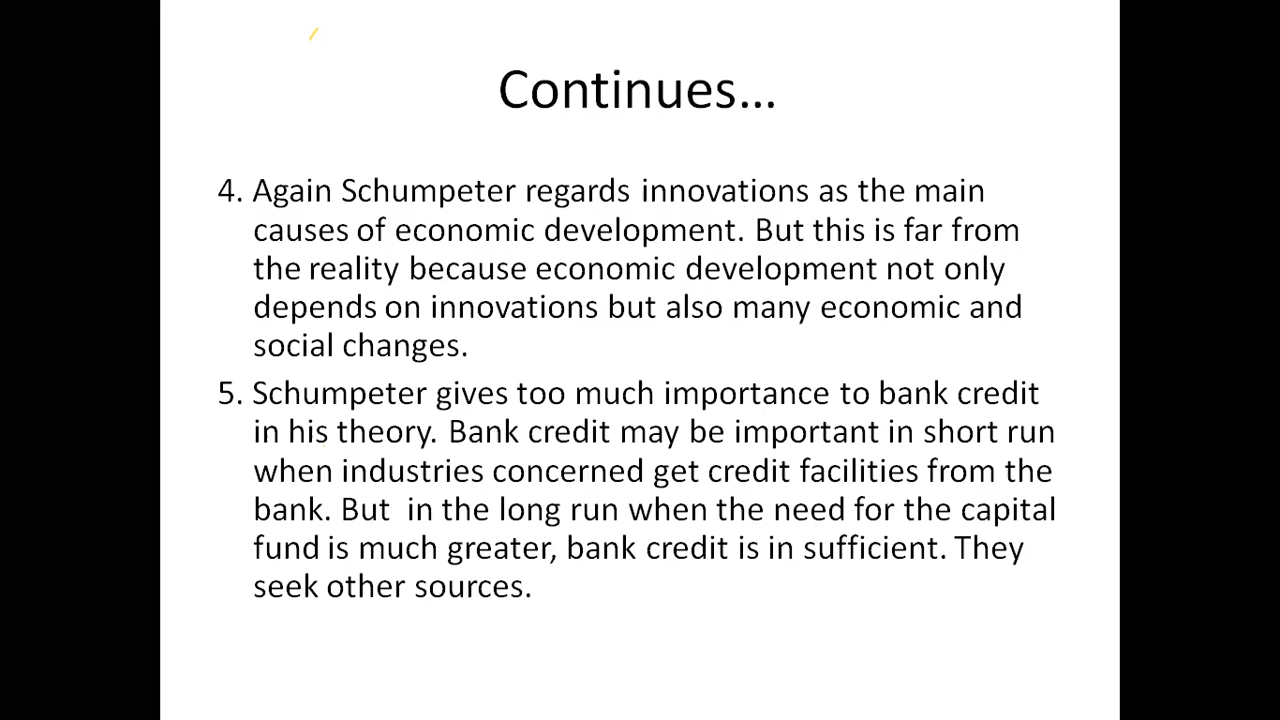 Continues...
4. Again Schumpeter regards innovations as the main
causes of economic development. But this is far from
the reality because economic development not only
depends on innovations but also many economic and
social changes.
5. Schumpeter gives too much importance to bank credit
in his theory. Bank credit may be important in short run
when industries concerned get credit facilities from the
bank. But  in the long run when the need for the capital
fund is much greater, bank credit is in sufficient. They
seek other sources.